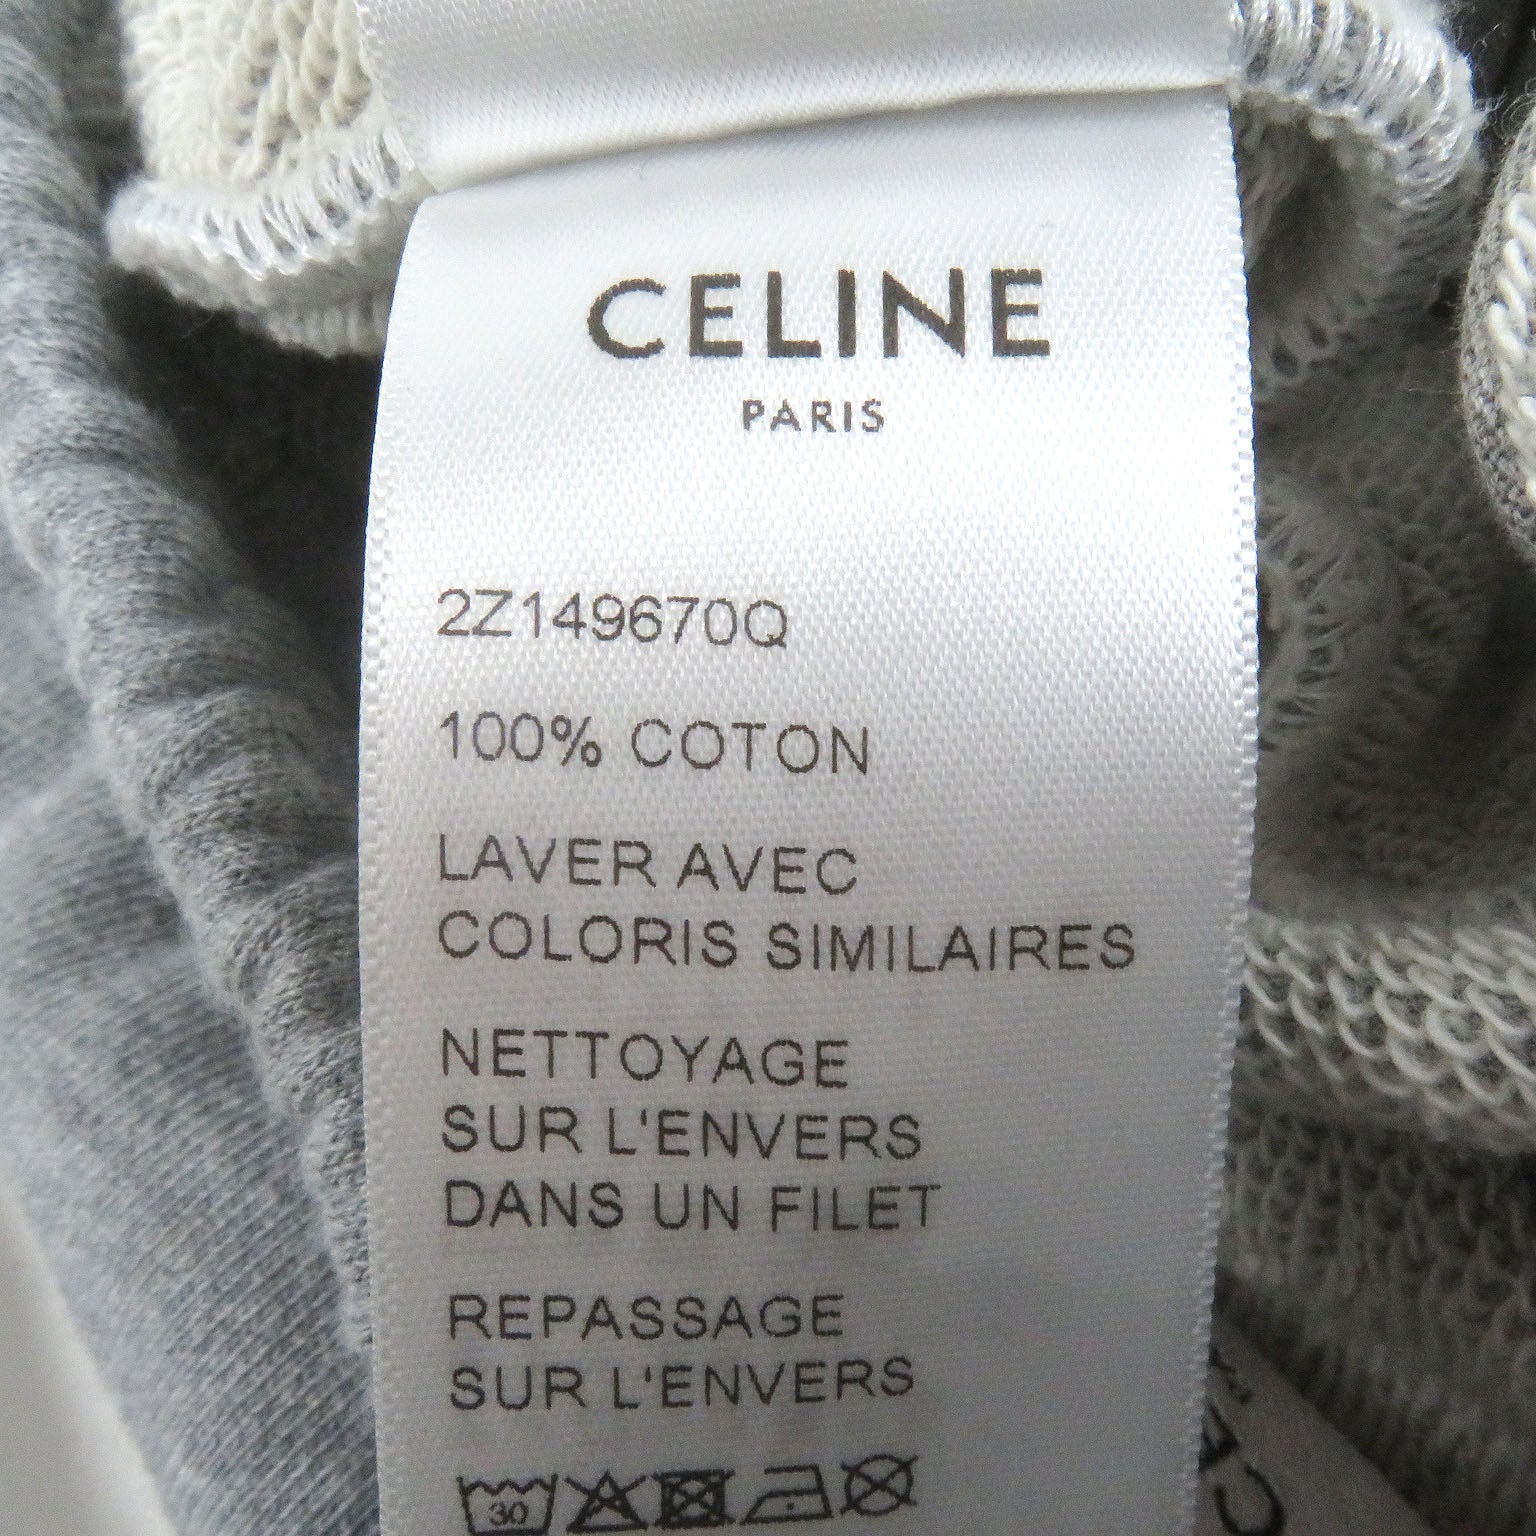 CELINE
PARIS
2Z149670Q
100% COTON
LAVER AVEC
COLORIS SIMILAIRES
NETTOYAGE
SUR L'ENVERS
DANS UN FILET
REPASSAGE
SUR L'ENVERS
30